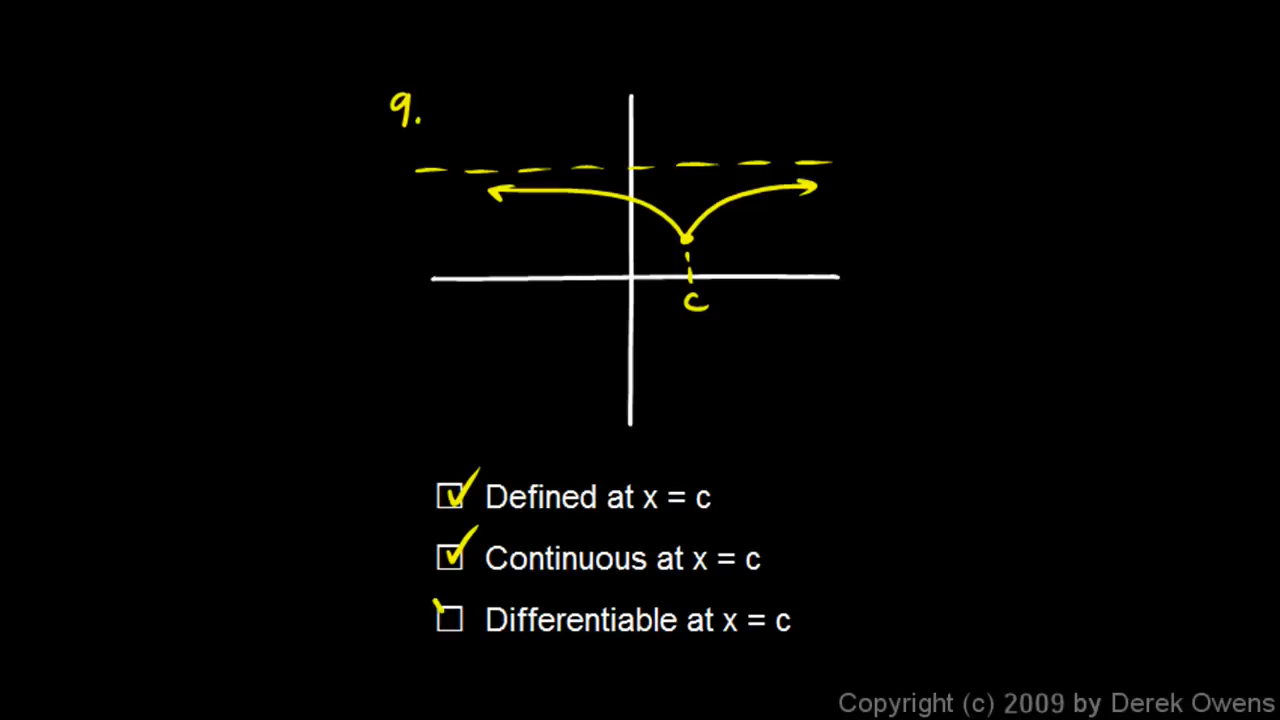 9.
c
Defined at x = c
Continuous at x = c
Differentiable at x = c
Copyright (c) 2009 by Derek Owens